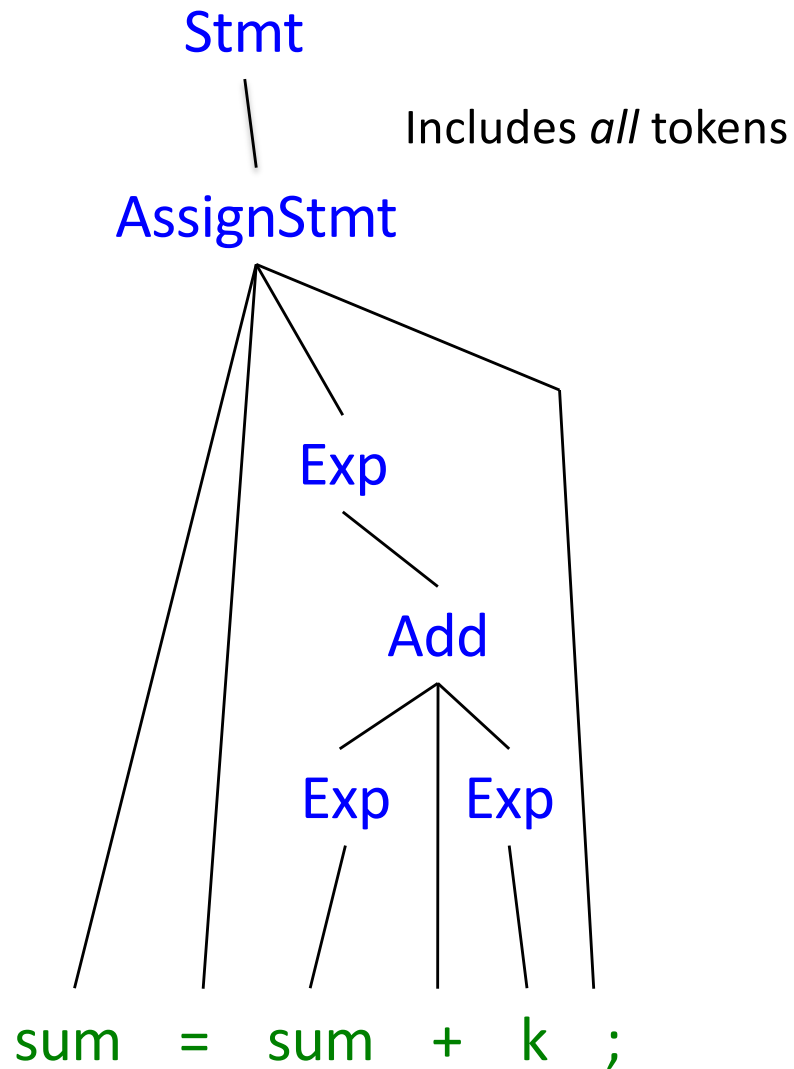 Stmt
Includes all tokens
AssignStmt
Exp
Add
Exp Exp
sum = sum + k ;